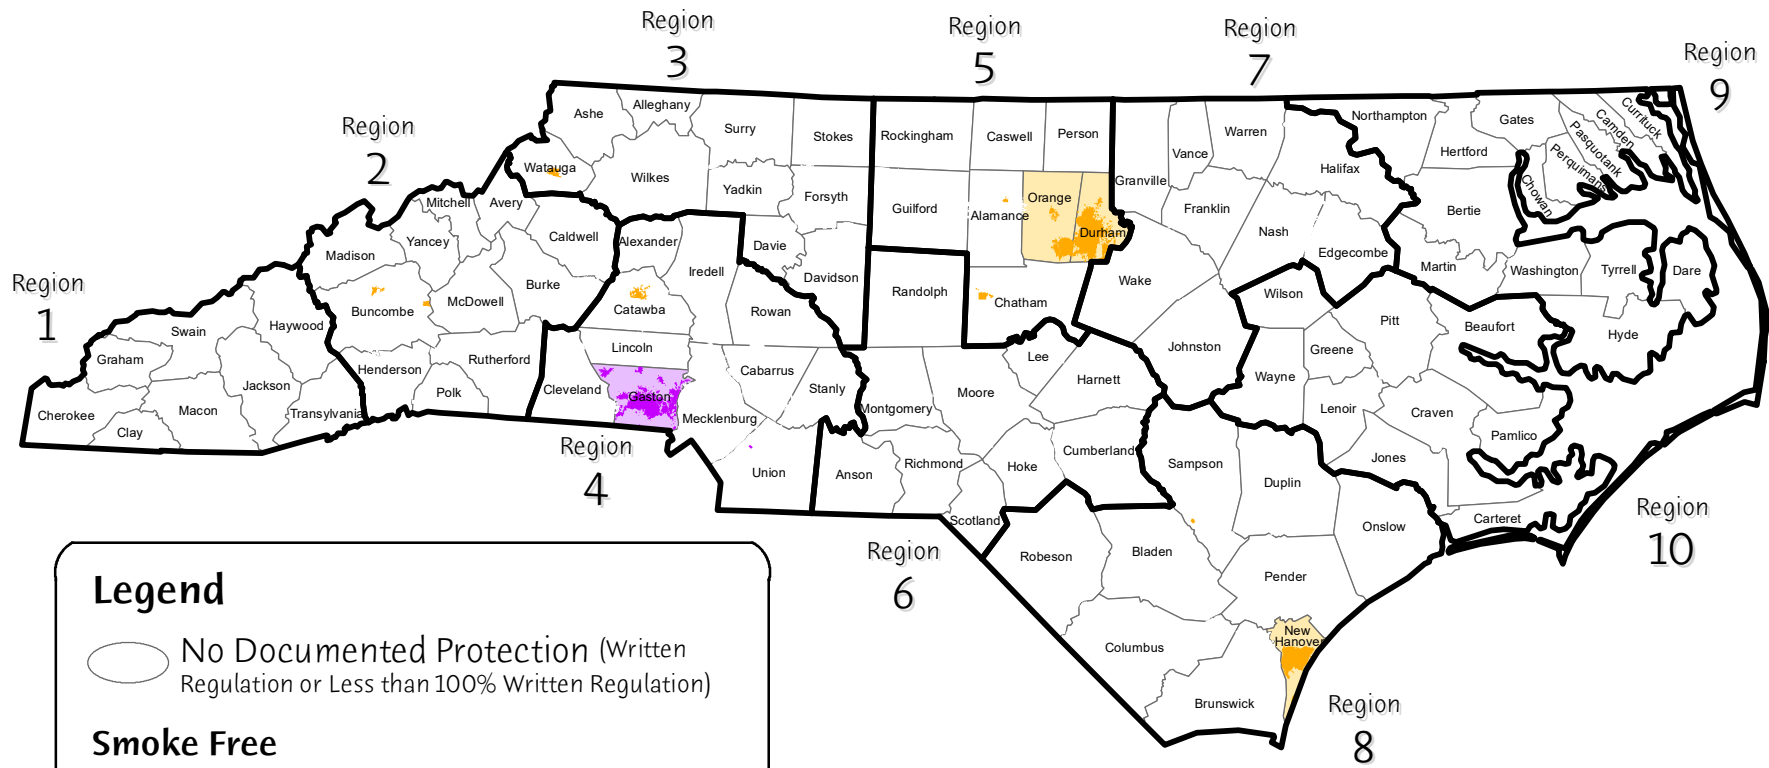 Region
3
Region
5
Region
7
Region
9
Region
2
Region
1
Ashe
Alleghany
Surry
Stokes
Rockingham
Caswell
Person
Vance
Warren
Northampton
Gates
Currituck
Camden
Pasquotank
Perquimans
Chowan
Hertford
Halifax
Watauga
Wilkes
Yadkin
Forsyth
Guilford
Alamance
Orange
Durham
Granville
Franklin
Nash
Edgecombe
Bertie
Martin
Washington
Tyrrell
Dare
Mitchell
Avery
Yancey
Madison
Caldwell
Alexander
Iredell
Davie
Davidson
Randolph
Chatham
Wake
Wilson
Pitt
Beaufort
Hyde
Buncombe
McDowell
Burke
Catawba
Rowan
Swain
Haywood
Graham
Jackson
Henderson
Rutherford
Polk
Lincoln
Cleveland
Gaston
Mecklenburg
Cabarrus
Stanly
Montgomery
Moore
Lee
Harnett
Johnston
Greene
Wayne
Lenoir
Craven
Pamlico
Cherokee
Clay
Macon
Transylvania
Union
Anson
Richmond
Hoke
Cumberland
Sampson
Duplin
Jones
Onslow
Carteret
Scotland
Robeson
Bladen
Pender
Columbus
New
Hanover
Brunswick
Region
4
Region
6
Region
10
Region
8
Legend
No Documented Protection (Written
Regulation or Less than 100% Written Regulation)
Smoke Free